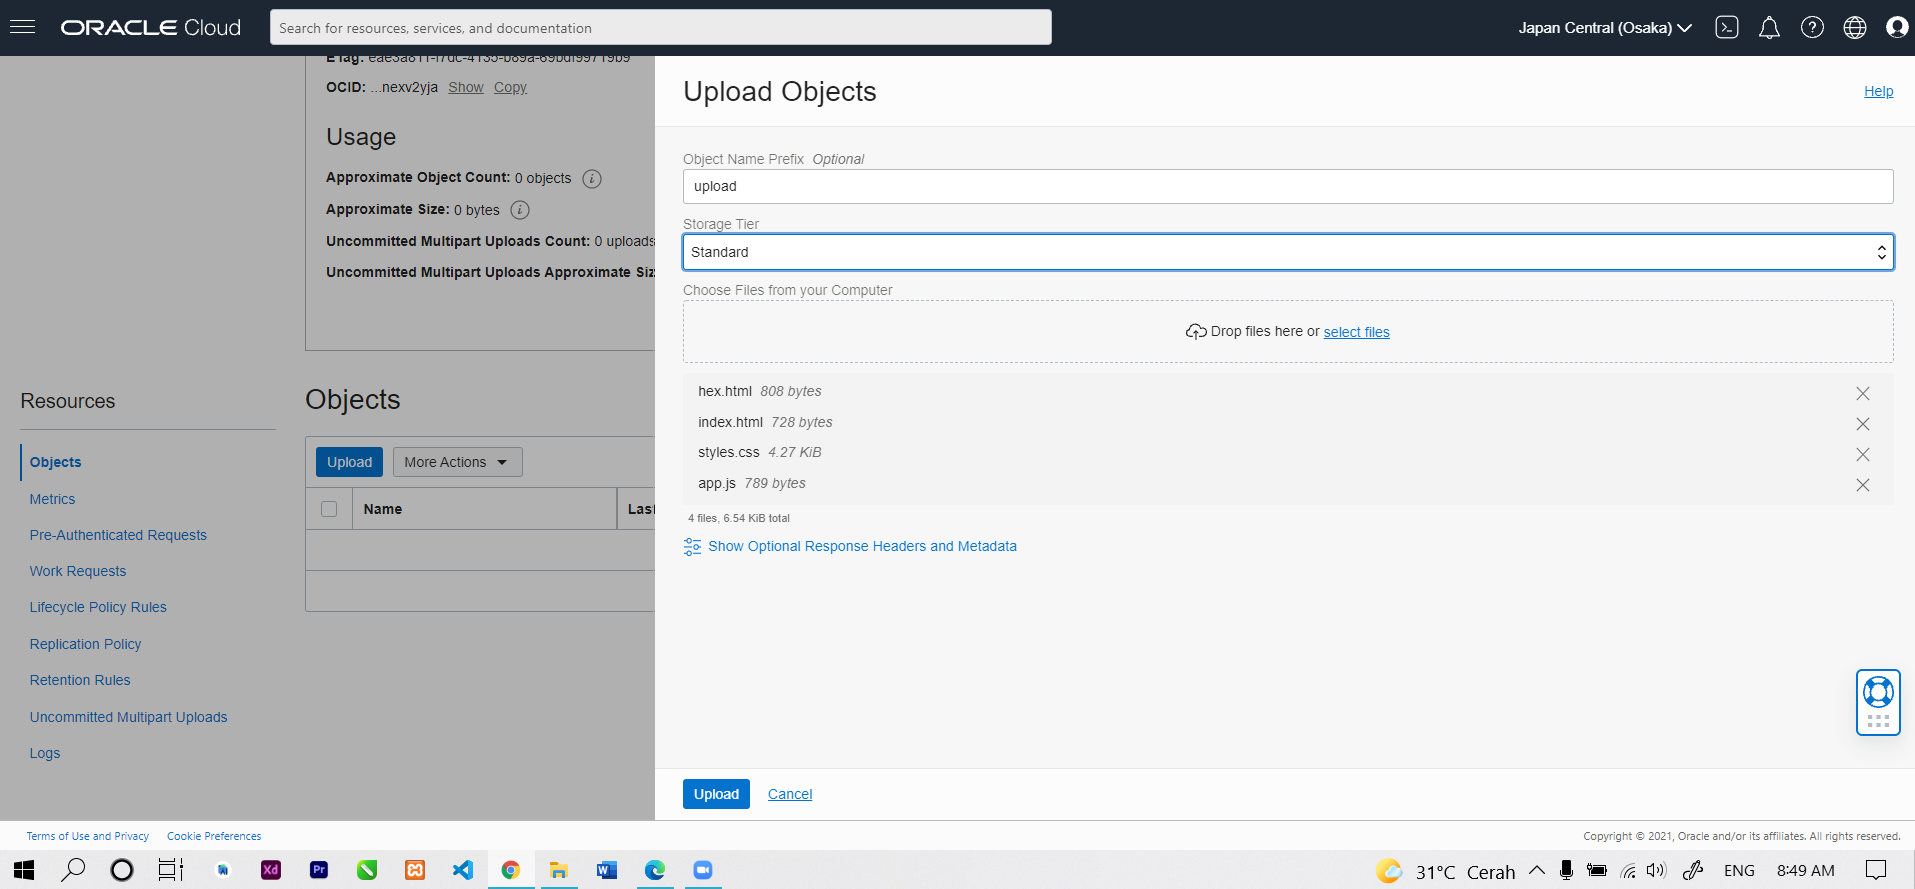 ORACLE Cloud
Search for resources, services, and documentation
Japan Central (Osaka)
ETag: eae3a811-f7dc-4135-b89a-69bdf99719b9
OCID: ...nexv2yja Show Copy
Usage
Approximate Object Count: 0 objects
Approximate Size: 0 bytes
Uncommitted Multipart Uploads Count: 0 uploads
Uncommitted Multipart Uploads Approximate Siz
Resources
Objects
Metrics
Pre-Authenticated Requests
Work Requests
Lifecycle Policy Rules
Replication Policy
Retention Rules
Uncommitted Multipart Uploads
Logs
Objects
Upload More Actions
Name Last
Upload Objects
Help
Object Name Prefix Optional
upload
Storage Tier
Standard
Choose Files from your Computer
Drop files here or select files
hex.html 808 bytes
index.html 728 bytes
styles.css 4.27 KiB
app.js 789 bytes
4 files, 6.54 KiB total
Show Optional Response Headers and Metadata
Upload Cancel
Terms of Use and Privacy Cookie Preferences
Copyright © 2021, Oracle and/or its affiliates. All rights reserved.
Xd Pr W
31°C Cerah ENG 8:49 AM